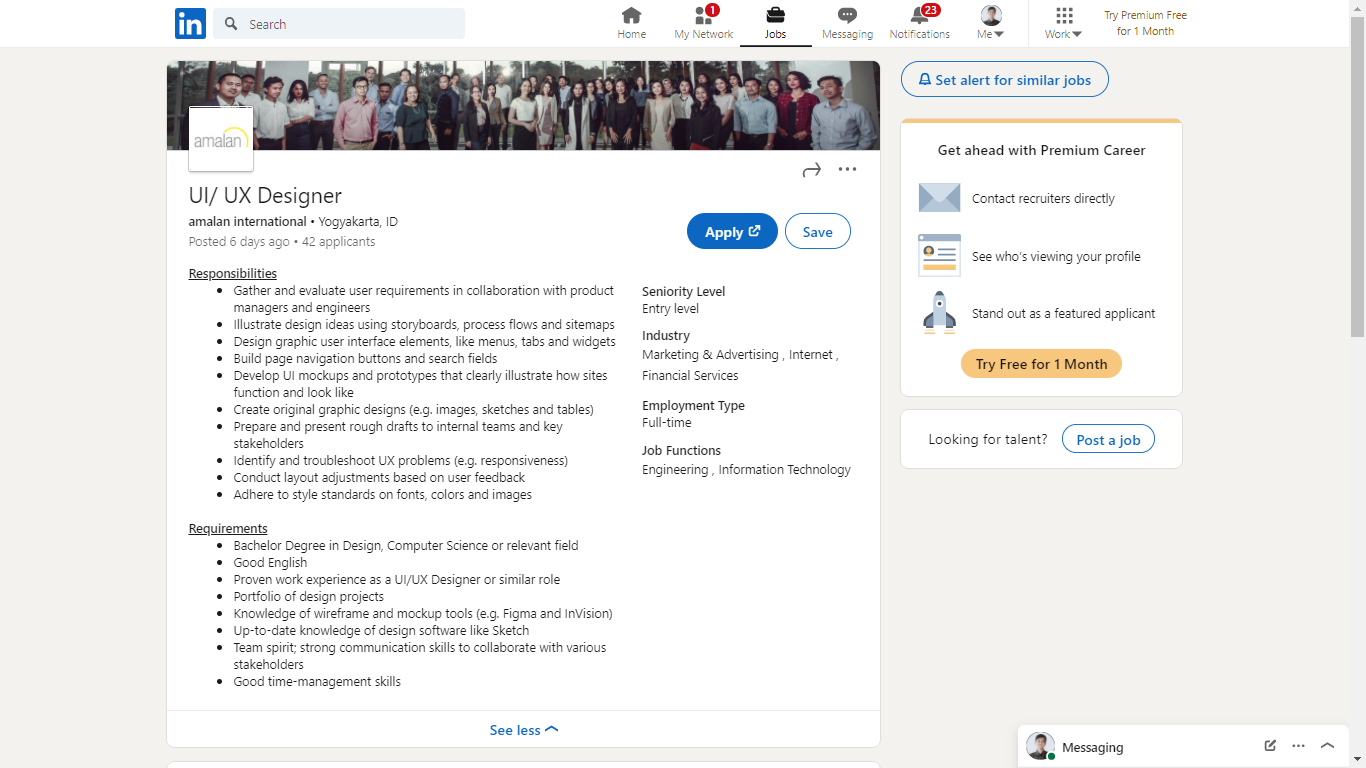 in
Search
Home
1
My Network
Jobs
Messaging
23
Notifications
Me
Work
Try Premium Free
for 1 Month
amalan
UI/ UX Designer
amalan international • Yogyakarta, ID
Posted 6 days ago • 42 applicants
Apply
Save
Responsibilities
• Gather and evaluate user requirements in collaboration with product
managers and engineers
• Illustrate design ideas using storyboards, process flows and sitemaps
• Design graphic user interface elements, like menus, tabs and widgets
• Build page navigation buttons and search fields
• Develop UI mockups and prototypes that clearly illustrate how sites
function and look like
• Create original graphic designs (e.g. images, sketches and tables)
• Prepare and present rough drafts to internal teams and key
stakeholders
• Identify and troubleshoot UX problems (e.g. responsiveness)
• Conduct layout adjustments based on user feedback
• Adhere to style standards on fonts, colors and images
Requirements
• Bachelor Degree in Design, Computer Science or relevant field
• Good English
• Proven work experience as a UI/UX Designer or similar role
• Portfolio of design projects
• Knowledge of wireframe and mockup tools (e.g. Figma and InVision)
• Up-to-date knowledge of design software like Sketch
• Team spirit; strong communication skills to collaborate with various
stakeholders
• Good time-management skills
Seniority Level
Entry level
Industry
Marketing & Advertising , Internet ,
Financial Services
Employment Type
Full-time
Job Functions
Engineering , Information Technology
See less
Set alert for similar jobs
Get ahead with Premium Career
Contact recruiters directly
See who's viewing your profile
Stand out as a featured applicant
Try Free for 1 Month
Looking for talent?
Post a job
Messaging